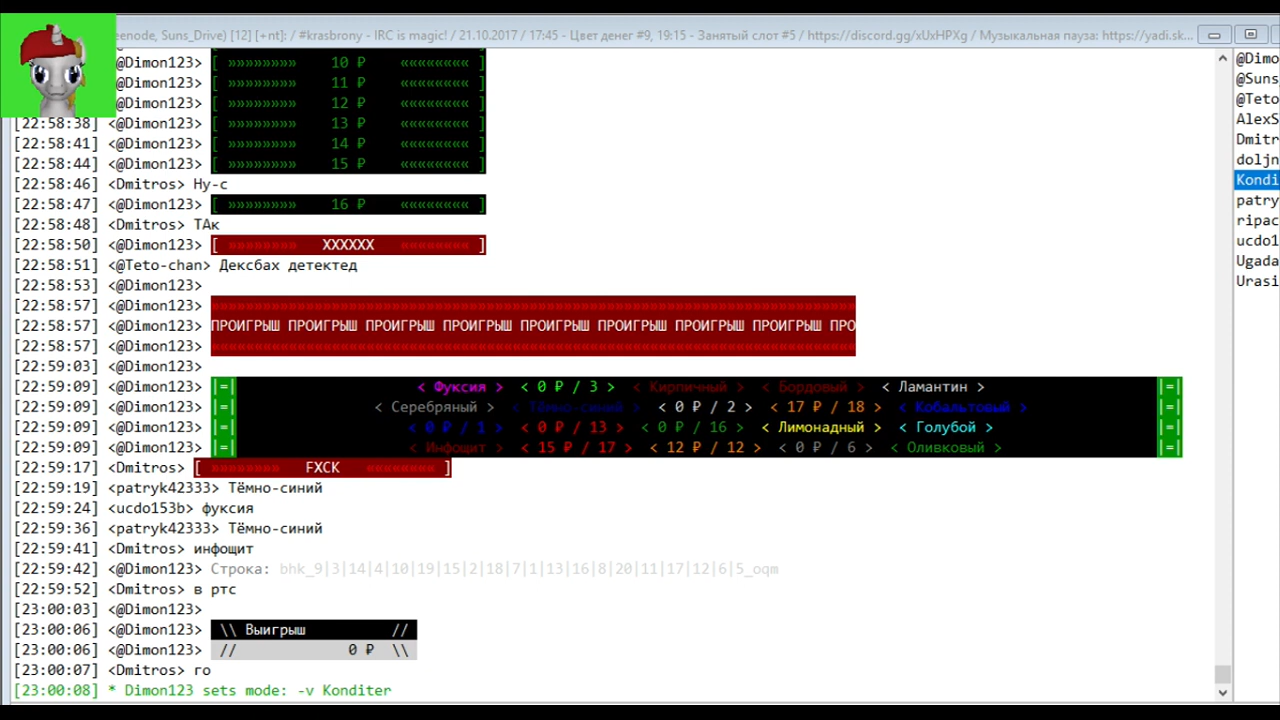 eenode, Suns_Drive) [12] [+nt]: / #krasbrony - IRC is magic! / 21.10.2017 / 17:45 - Цвет денег #9, 19:15 - Занятый слот #5 / https://discord.gg/xUxHPXg / Музыкальная пауза: https://yadi.sk...
@Dimon123> [ »»»»»»»» 10 ₽ «««««««« ]
@Dimon123> [ »»»»»»»» 11 ₽ «««««««« ]
@Dimon123> [ »»»»»»»» 12 ₽ «««««««« ]
[22:58:38] <@Dimon123> [ »»»»»»»» 13 ₽ «««««««« ]
[22:58:41] <@Dimon123> [ »»»»»»»» 14 ₽ «««««««« ]
[22:58:44] <@Dimon123> [ »»»»»»»» 15 ₽ «««««««« ]
[22:58:46] <Dmitros> Ну-с
[22:58:47] <@Dimon123> [ »»»»»»»» 16 ₽ «««««««« ]
[22:58:48] <Dmitros> ТАк
[22:58:50] <@Dimon123> [ »»»»»»»» XXXXXX «««««««« ]
[22:58:51] <@Teto-chan> Дексбах детектед
[22:58:53] <@Dimon123>
[22:58:57] <@Dimon123> »»»»»»»»»»»»»»»»»»»»»»»»»»»»»»»»»»»»»»»»»»»»»»»»»»»»»»»»»»»»»»»»»»»»»»»»»»»
[22:58:57] <@Dimon123> ПРОИГРЫШ ПРОИГРЫШ ПРОИГРЫШ ПРОИГРЫШ ПРОИГРЫШ ПРОИГРЫШ ПРОИГРЫШ ПРОИГРЫШ ПРО
[22:58:57] <@Dimon123> «««««««««««««««««««««««««««««««««««««««««««««««««««««««««««««««««««««««««««
[22:59:03] <@Dimon123>
[22:59:09] <@Dimon123> |=| < Фуксия > < 0 ₽ / 3 > < Кирпичный > < Бордовый > < Ламантин > |=|
[22:59:09] <@Dimon123> |=| < Серебряный > < Тёмно-синий > < 0 ₽ / 2 > < 17 ₽ / 18 > < Кобальтовый > |=|
[22:59:09] <@Dimon123> |=| < 0 ₽ / 1 > < 0 ₽ / 13 > < 0 ₽ / 16 > < Лимонадный > < Голубой > |=|
[22:59:09] <@Dimon123> |=| < Инфошит > < 15 ₽ / 17 > < 12 ₽ / 12 > < 0 ₽ / 6 > < Оливковый > |=|
[22:59:17] <Dmitros> [ »»»»»»»» FXCK «««««««« ]
[22:59:19] <patryk42333> Тёмно-синий
[22:59:24] <ucdo153b> фуксия
[22:59:36] <patryk42333> Тёмно-синий
[22:59:41] <Dmitros> инфощит
[22:59:42] <@Dimon123> Строка: bhk_9|3|14|4|10|19|15|2|18|7|1|13|16|8|20|11|17|12|6|5_oqm
[22:59:52] <Dmitros> в ртс
[23:00:03] <@Dimon123>
[23:00:06] <@Dimon123> \\ Выигрыш //
[23:00:06] <@Dimon123> // 0 ₽ \\
[23:00:07] <Dmitros> го
[23:00:08] * Dimon123 sets mode: -v Konditer
@Dimo
@Suns
@Teto
AlexS
Dmitr
doljn
Kondi
patry
ripac
ucdo1
Ugada
Urasi